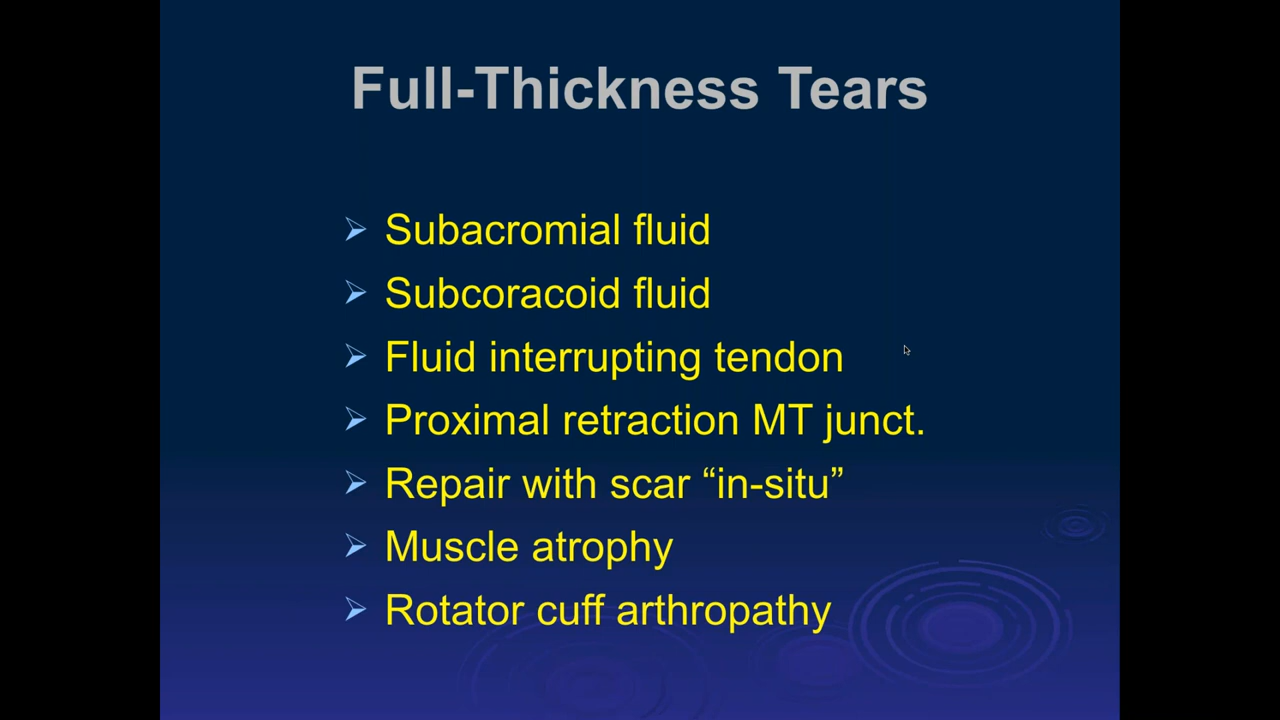 Full-Thickness Tears
Subacromial fluid
Subcoracoid fluid
Fluid interrupting tendon
Proximal retraction MT junct.
Repair with scar “in-situ”
Muscle atrophy
Rotator cuff arthropathy